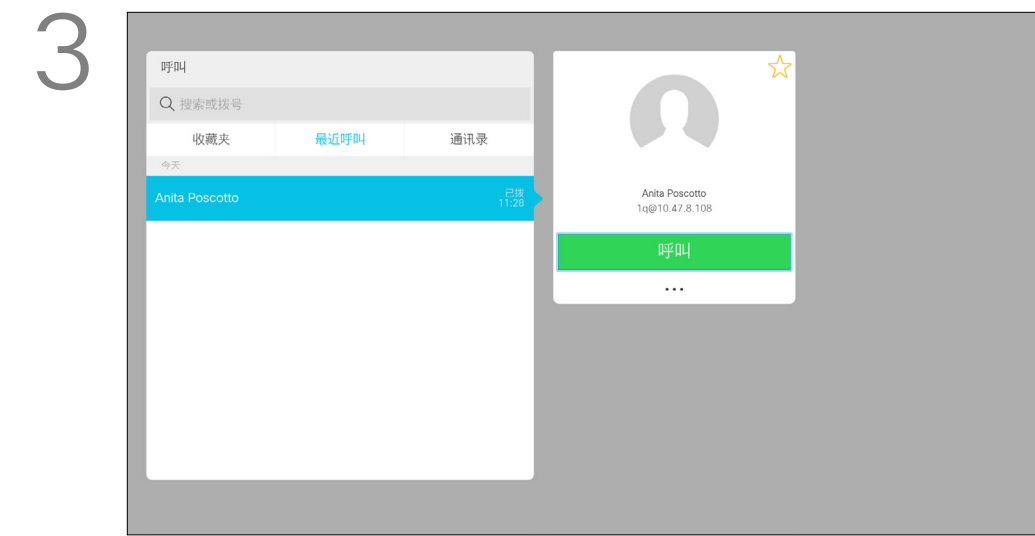 3
呼叫
搜索或拨号
收藏夹 最近呼叫 通讯录
今天
Anita Poscotto
已拨
11:28
Anita Poscotto
1q@10.47.8.108
呼叫
...